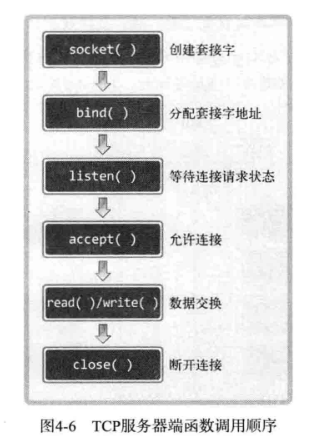 socket( ) 创建套接字
bind( ) 分配套接字地址
listen( ) 等待连接请求状态
accept( ) 允许连接
read( )/write( ) 数据交换
close( ) 断开连接
图4-6 TCP服务器端函数调用顺序